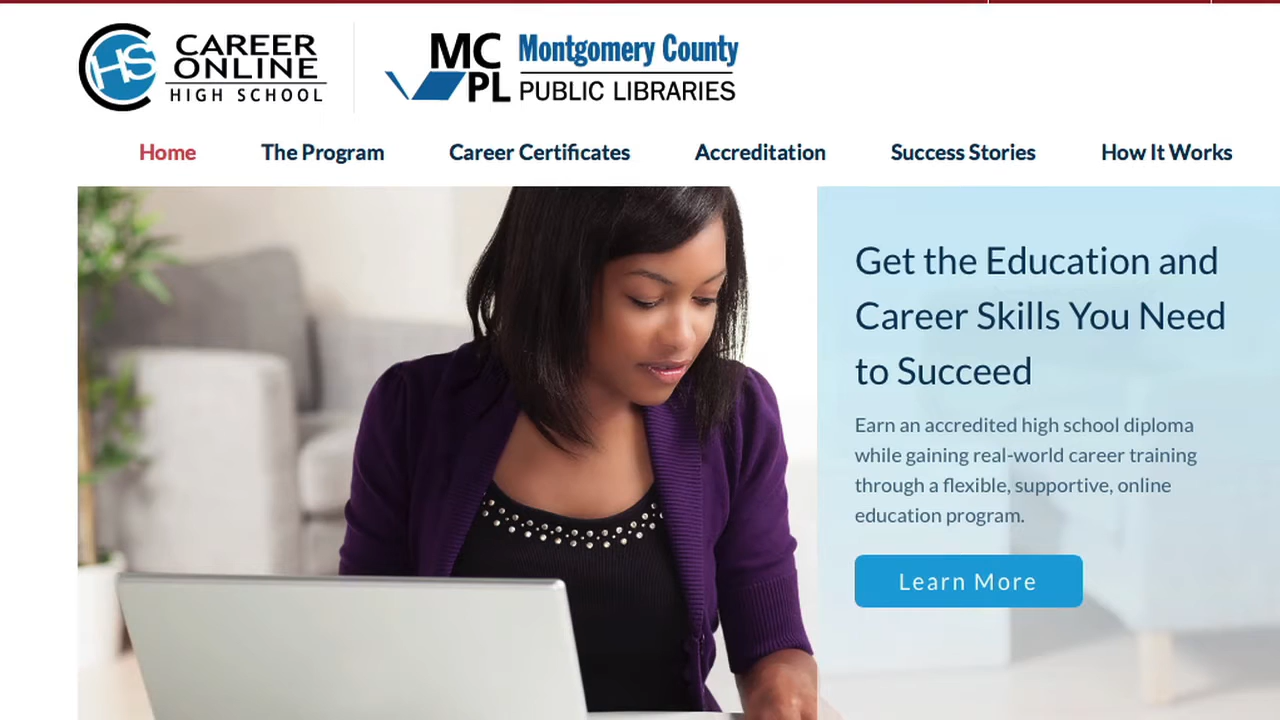 CHS
CAREER
ONLINE
HIGH SCHOOL
MC
PL
Montgomery County
PUBLIC LIBRARIES
Home
The Program
Career Certificates
Accreditation
Success Stories
How It Works
Get the Education and
Career Skills You Need
to Succeed
Earn an accredited high school diploma
while gaining real-world career training
through a flexible, supportive, online
education program.
Learn More